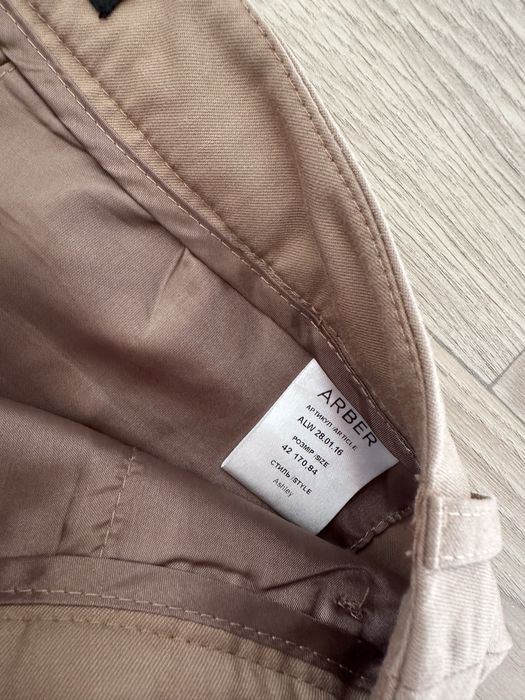 ARBER
АРТИКУЛ /ARTICLE
ALW 28.01.16
РОЗМІР /SIZE
42 170.84
СТИЛЬ /STYLE
Ashley